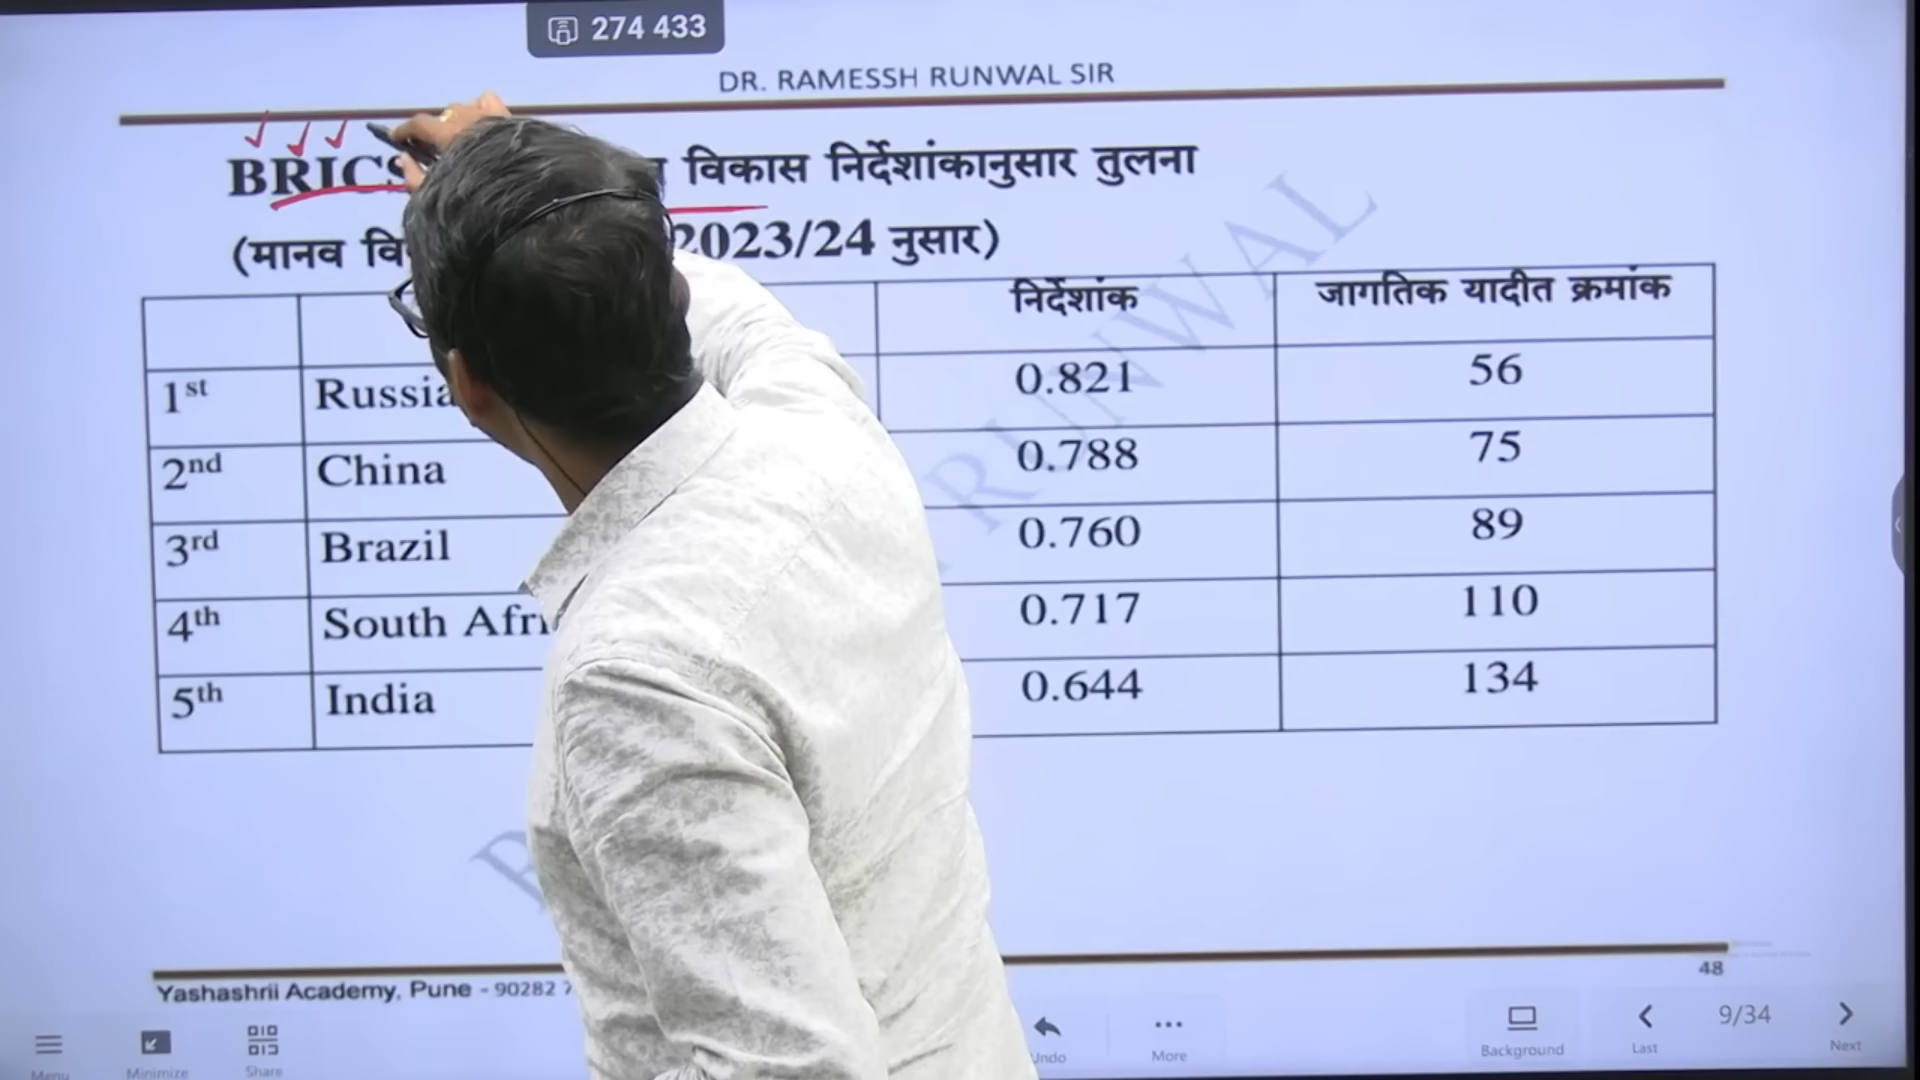 274 433
DR. RAMESSH RUNWAL SIR
BRICS विकास निर्देशांकानुसार तुलना
(मानव 2023/24 नुसार)
निर्देशांक जागतिक यादीत क्रमांक
1st Russia 0.821 56
2nd China 0.788 75
3rd Brazil 0.760 89
4th South 0.717 110
5th India 0.644 134
RUNWAL
48
Yashashrii Academy, Pune - 90282
Menu Minimize Share Undo More Background Last 9/34 Next